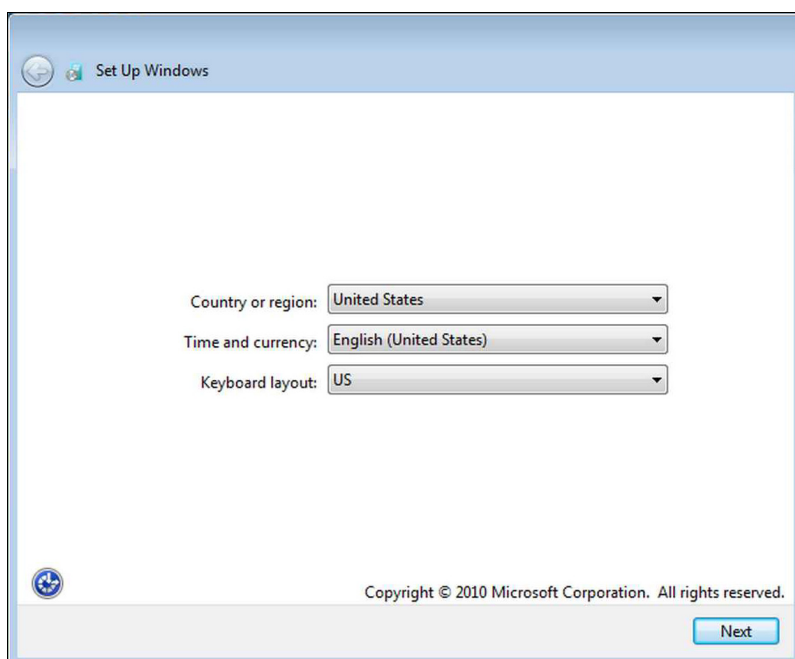 Set Up Windows
Country or region: United States
Time and currency: English (United States)
Keyboard layout: US
Copyright © 2010 Microsoft Corporation. All rights reserved.
Next